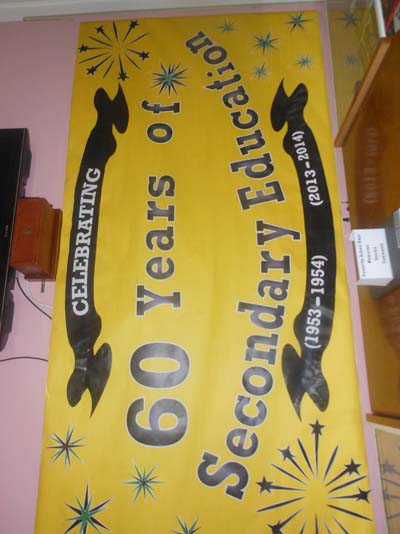 CELEBRATING
60 Years of
Secondary Education
(1953-1954) (2013-2014)